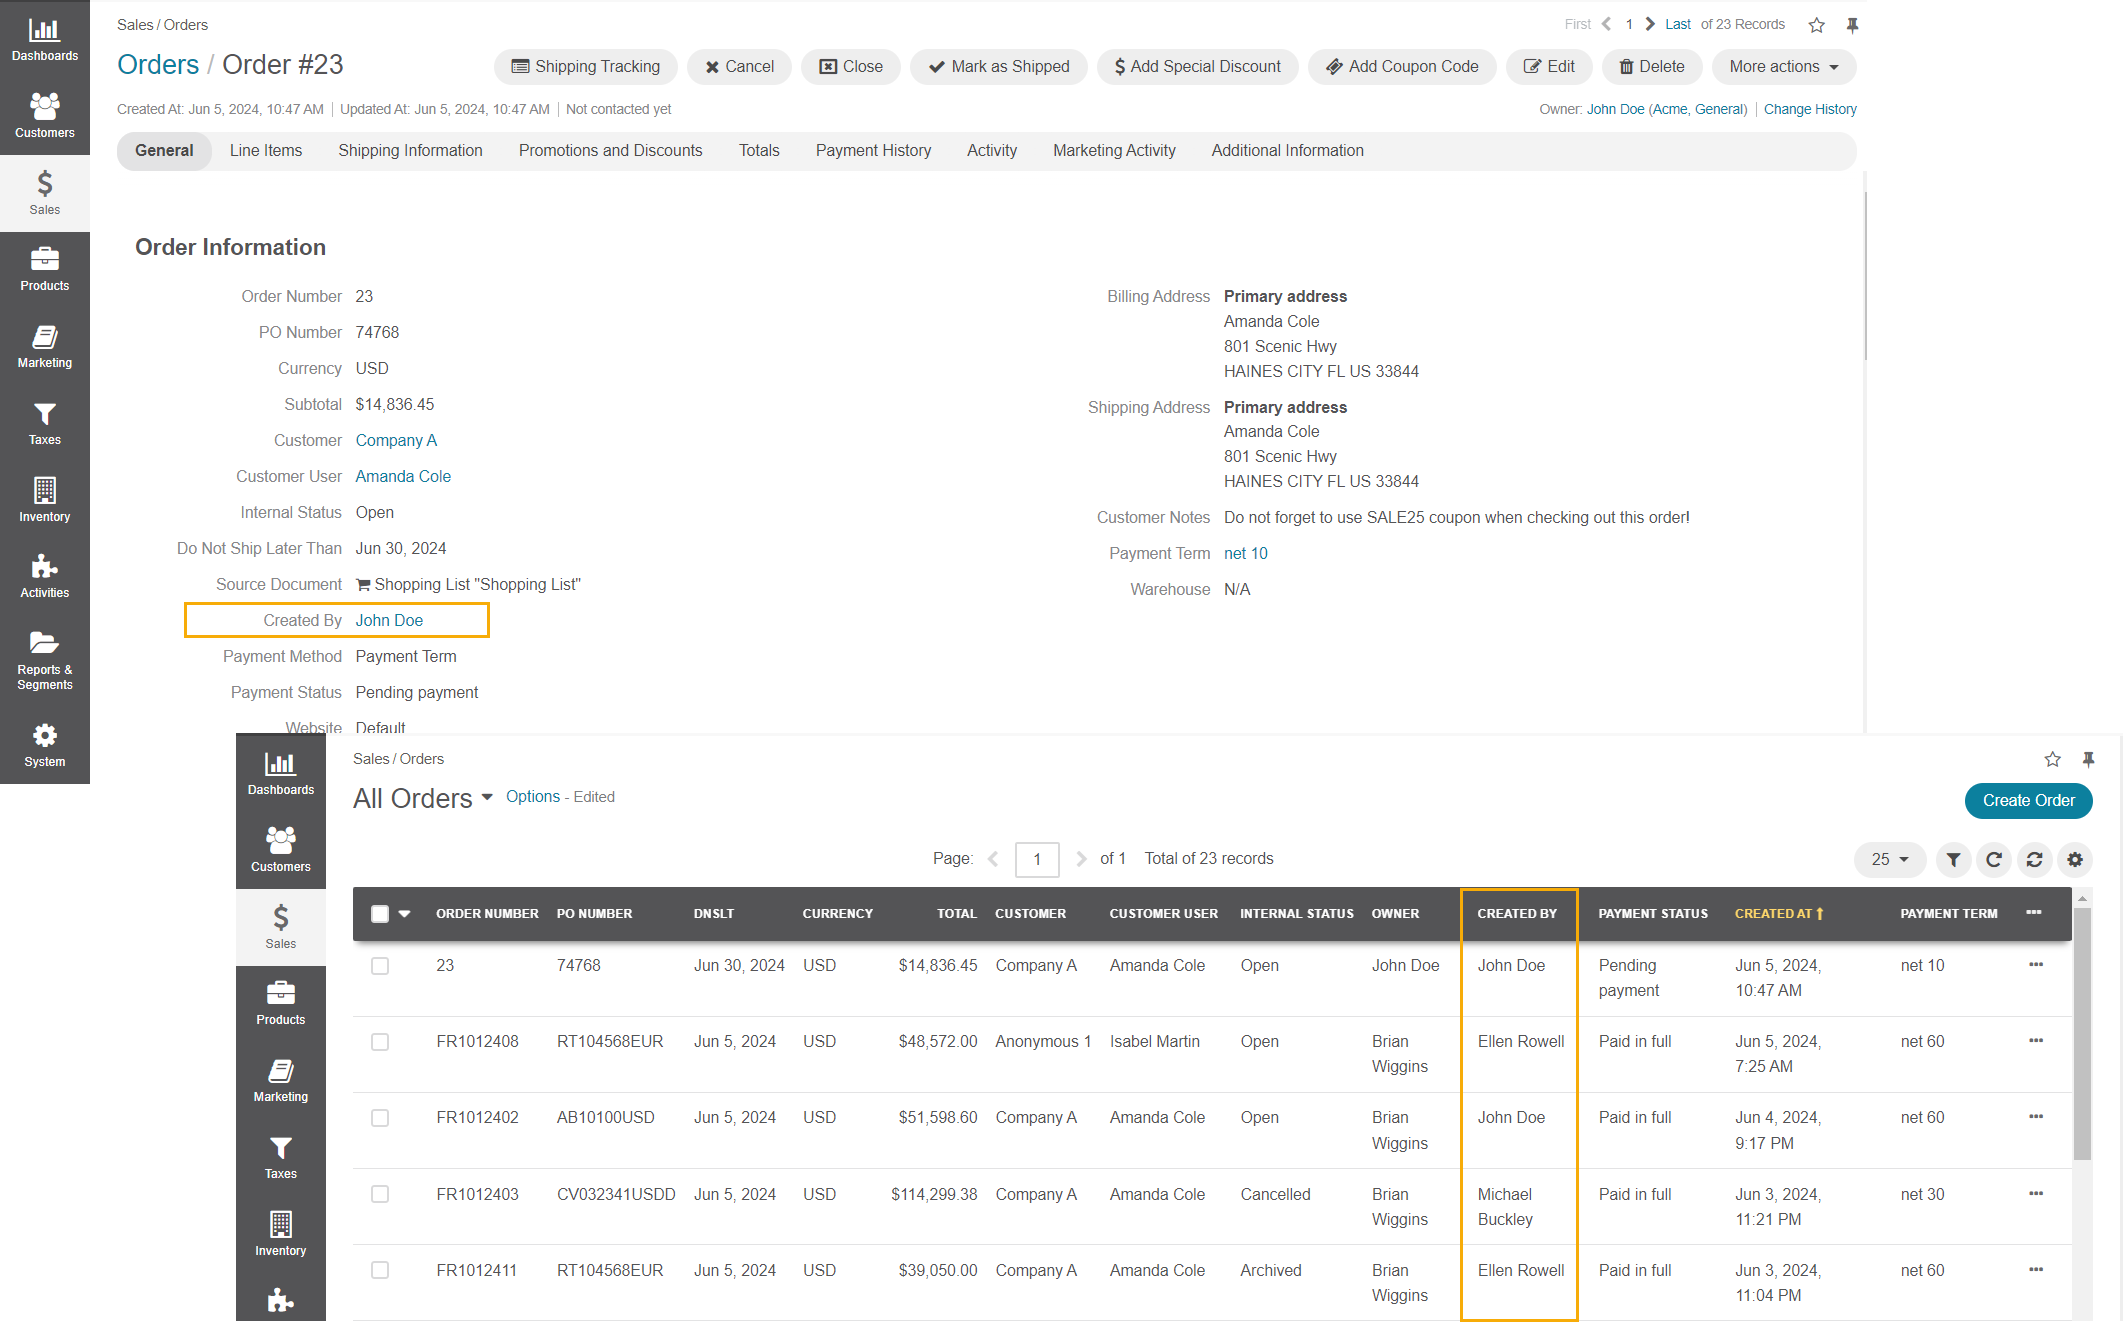 Dashboards
Customers
Sales
Products
Marketing
Taxes
Inventory
Activities
Reports &
Segments
System
Sales / Orders
First 1 Last of 23 Records
Orders / Order #23
Shipping Tracking
Cancel
Close
Mark as Shipped
$ Add Special Discount
Add Coupon Code
Edit
Delete
More actions
Created At: Jun 5, 2024, 10:47 AM | Updated At: Jun 5, 2024, 10:47 AM | Not contacted yet
Owner: John Doe (Acme, General) | Change History
General Line Items Shipping Information Promotions and Discounts Totals Payment History Activity Marketing Activity Additional Information
Order Information
Order Number 23
PO Number 74768
Currency USD
Subtotal $14,836.45
Customer Company A
Customer User Amanda Cole
Internal Status Open
Do Not Ship Later Than Jun 30, 2024
Source Document Shopping List "Shopping List"
Created By John Doe
Payment Method Payment Term
Payment Status Pending payment
Website Default
Billing Address Primary address
Amanda Cole
801 Scenic Hwy
HAINES CITY FL US 33844
Shipping Address Primary address
Amanda Cole
801 Scenic Hwy
HAINES CITY FL US 33844
Customer Notes Do not forget to use SALE25 coupon when checking out this order!
Payment Term net 10
Warehouse N/A
Dashboards
Customers
Sales
Products
Marketing
Taxes
Inventory
Sales / Orders
All Orders Options - Edited
Create Order
Page: 1 of 1 Total of 23 records
25
ORDER NUMBER PO NUMBER DNSLT CURRENCY TOTAL CUSTOMER CUSTOMER USER INTERNAL STATUS OWNER CREATED BY PAYMENT STATUS CREATED AT PAYMENT TERM
23 74768 Jun 30, 2024 USD $14,836.45 Company A Amanda Cole Open John Doe John Doe Pending Jun 5, 2024, net 10
payment 10:47 AM
FR1012408 RT104568EUR Jun 5, 2024 USD $48,572.00 Anonymous 1 Isabel Martin Open Brian Ellen Rowell Paid in full Jun 5, 2024, net 60
Wiggins 7:25 AM
FR1012402 AB10100USD Jun 5, 2024 USD $51,598.60 Company A Amanda Cole Open Brian John Doe Paid in full Jun 4, 2024, net 60
Wiggins 9:17 PM
FR1012403 CV032341USDD Jun 5, 2024 USD $114,299.38 Company A Amanda Cole Cancelled Brian Michael Paid in full Jun 3, 2024, net 30
Wiggins Buckley 11:21 PM
FR1012411 RT104568EUR Jun 5, 2024 USD $39,050.00 Company A Amanda Cole Archived Brian Ellen Rowell Paid in full Jun 3, 2024, net 60
Wiggins 11:04 PM